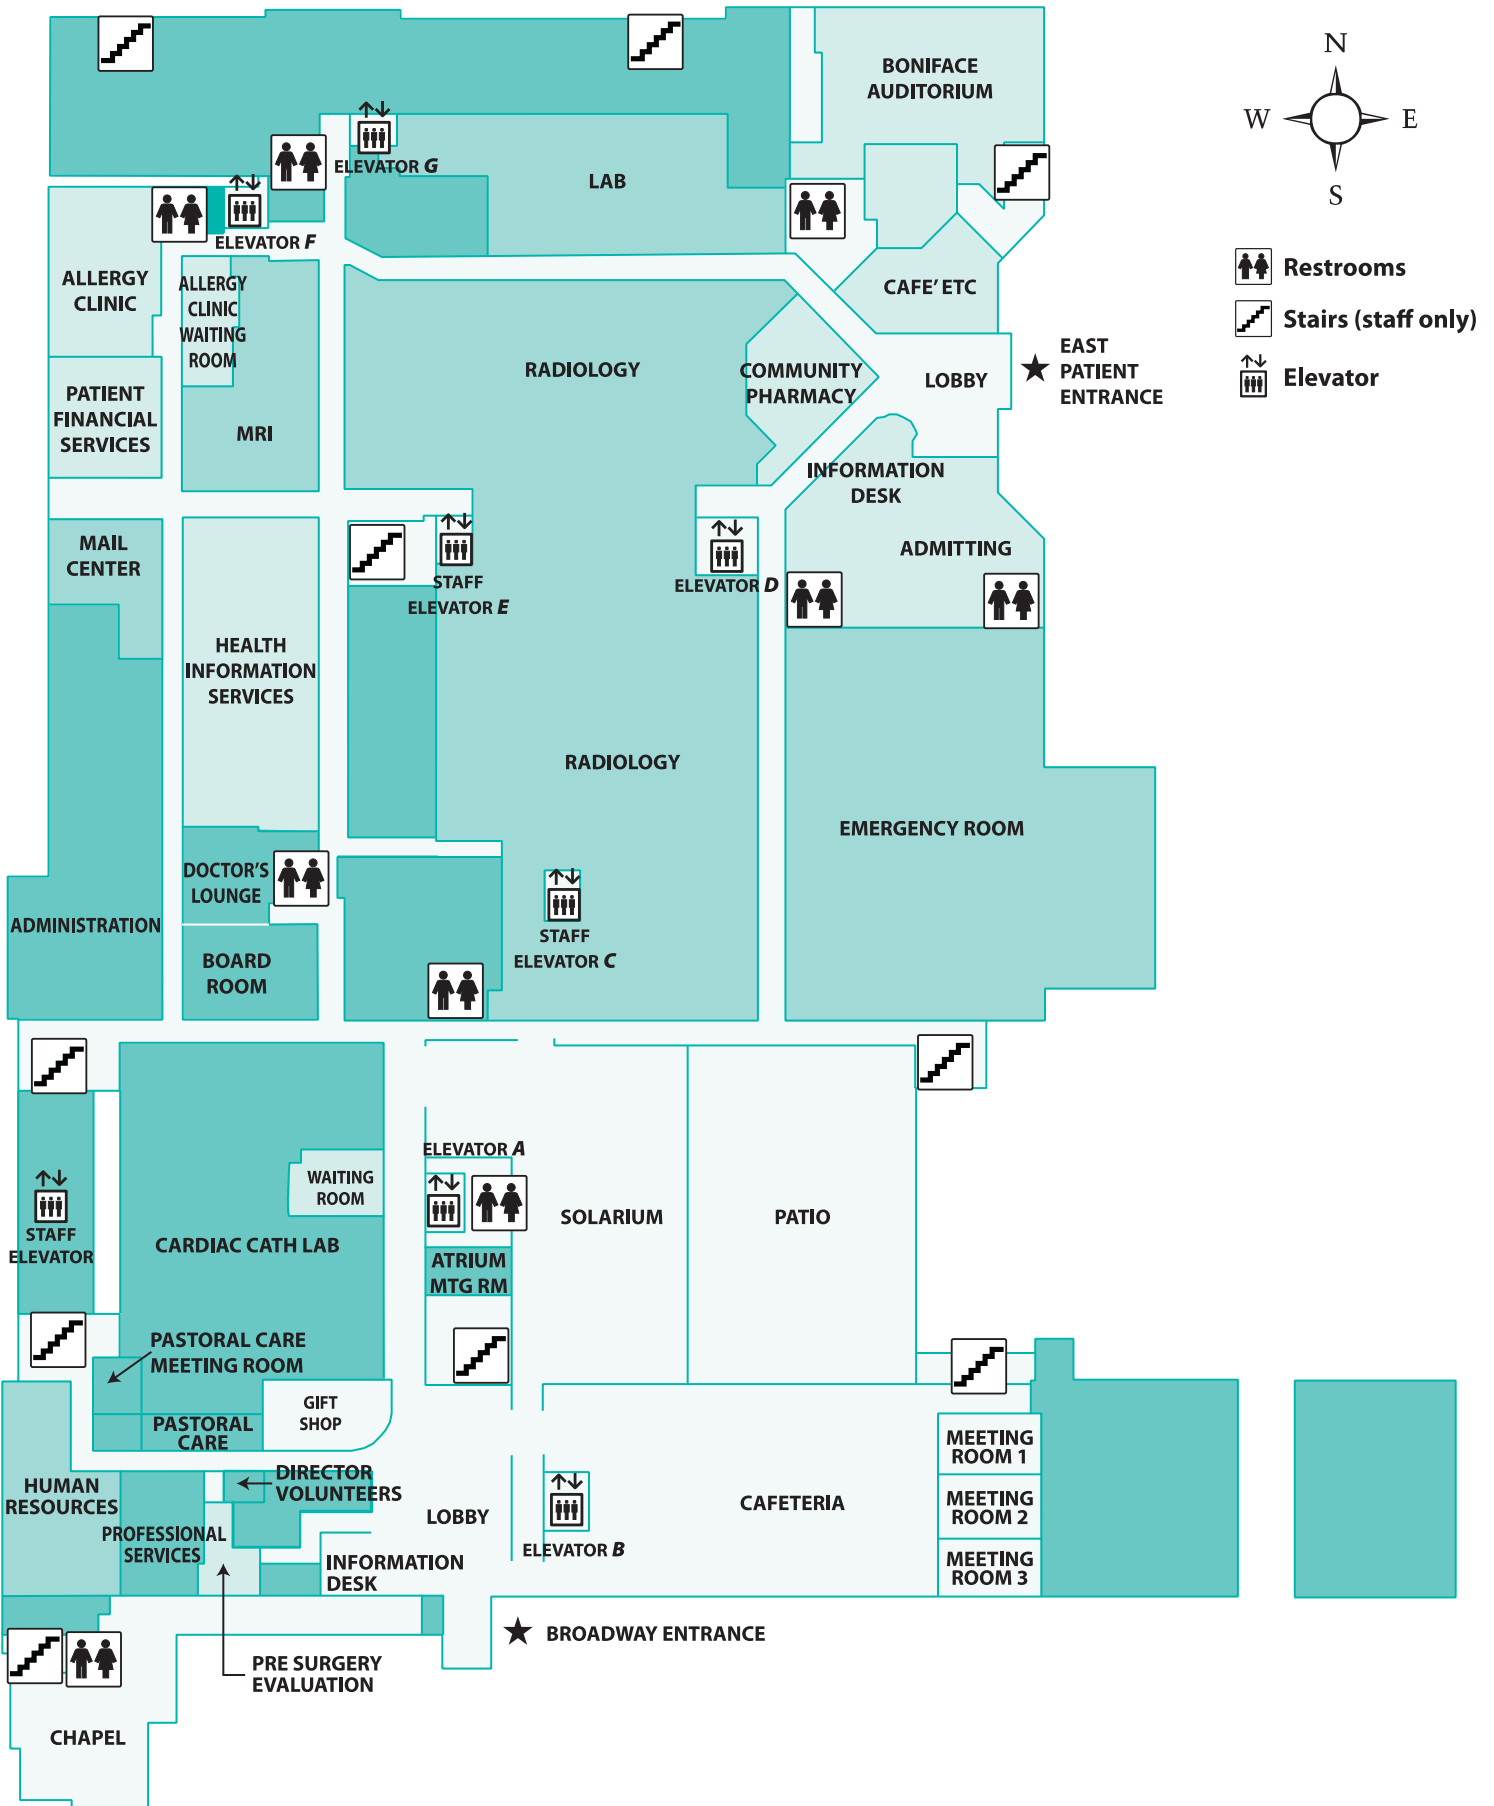 BONIFACE
AUDITORIUM
N
W
E
S
ELEVATOR G
LAB
ELEVATOR F
ALLERGY
CLINIC
ALLERGY
CLINIC
WAITING
ROOM
CAFE' ETC
Restrooms
Stairs (staff only)
Elevator
RADIOLOGY
COMMUNITY
PHARMACY
LOBBY
EAST
PATIENT
ENTRANCE
PATIENT
FINANCIAL
SERVICES
MRI
INFORMATION
DESK
MAIL
CENTER
STAFF
ELEVATOR E
ELEVATOR D
ADMITTING
HEALTH
INFORMATION
SERVICES
RADIOLOGY
EMERGENCY ROOM
DOCTOR'S
LOUNGE
ADMINISTRATION
STAFF
ELEVATOR C
BOARD
ROOM
ELEVATOR A
WAITING
ROOM
SOLARIUM
PATIO
STAFF
ELEVATOR
CARDIAC CATH LAB
ATRIUM
MTG RM
PASTORAL CARE
MEETING ROOM
GIFT
SHOP
PASTORAL
CARE
MEETING
ROOM 1
HUMAN
RESOURCES
DIRECTOR
VOLUNTEERS
LOBBY
CAFETERIA
MEETING
ROOM 2
PROFESSIONAL
SERVICES
INFORMATION
DESK
ELEVATOR B
MEETING
ROOM 3
BROADWAY ENTRANCE
PRE SURGERY
EVALUATION
CHAPEL